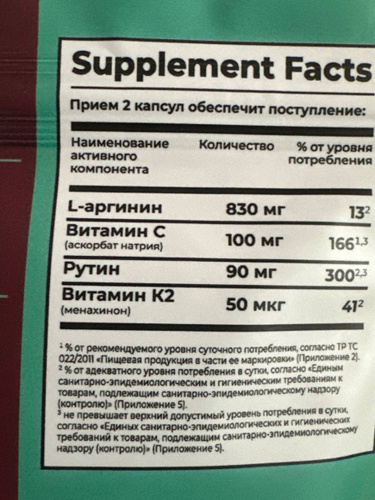 Supplement Facts
Прием 2 капсул обеспечит поступление:
Наименование активного компонента Количество % от уровня потребления
L-аргинин 830 мг 13²
Витамин С 100 мг 166¹,³
(аскорбат натрия)
Рутин 90 мг 300²,³
Витамин К2 50 мкг 41²
(менахинон)
¹ % от рекомендуемого уровня суточного потребления, согласно ТР ТС
022/2011 «Пищевая продукция в части ее маркировки» (Приложение 2).
² % от адекватного уровня потребления в сутки, согласно «Единым
санитарно-эпидемиологическим и гигиеническим требованиям к
товарам, подлежащим санитарно-эпидемиологическому надзору
(контролю)» (Приложение 5).
³ не превышает верхний допустимый уровень потребления в сутки,
согласно «Единых санитарно-эпидемиологических и гигиенических
требований к товарам, подлежащим санитарно-эпидемиологическому
надзору (контролю)» (Приложение 5).